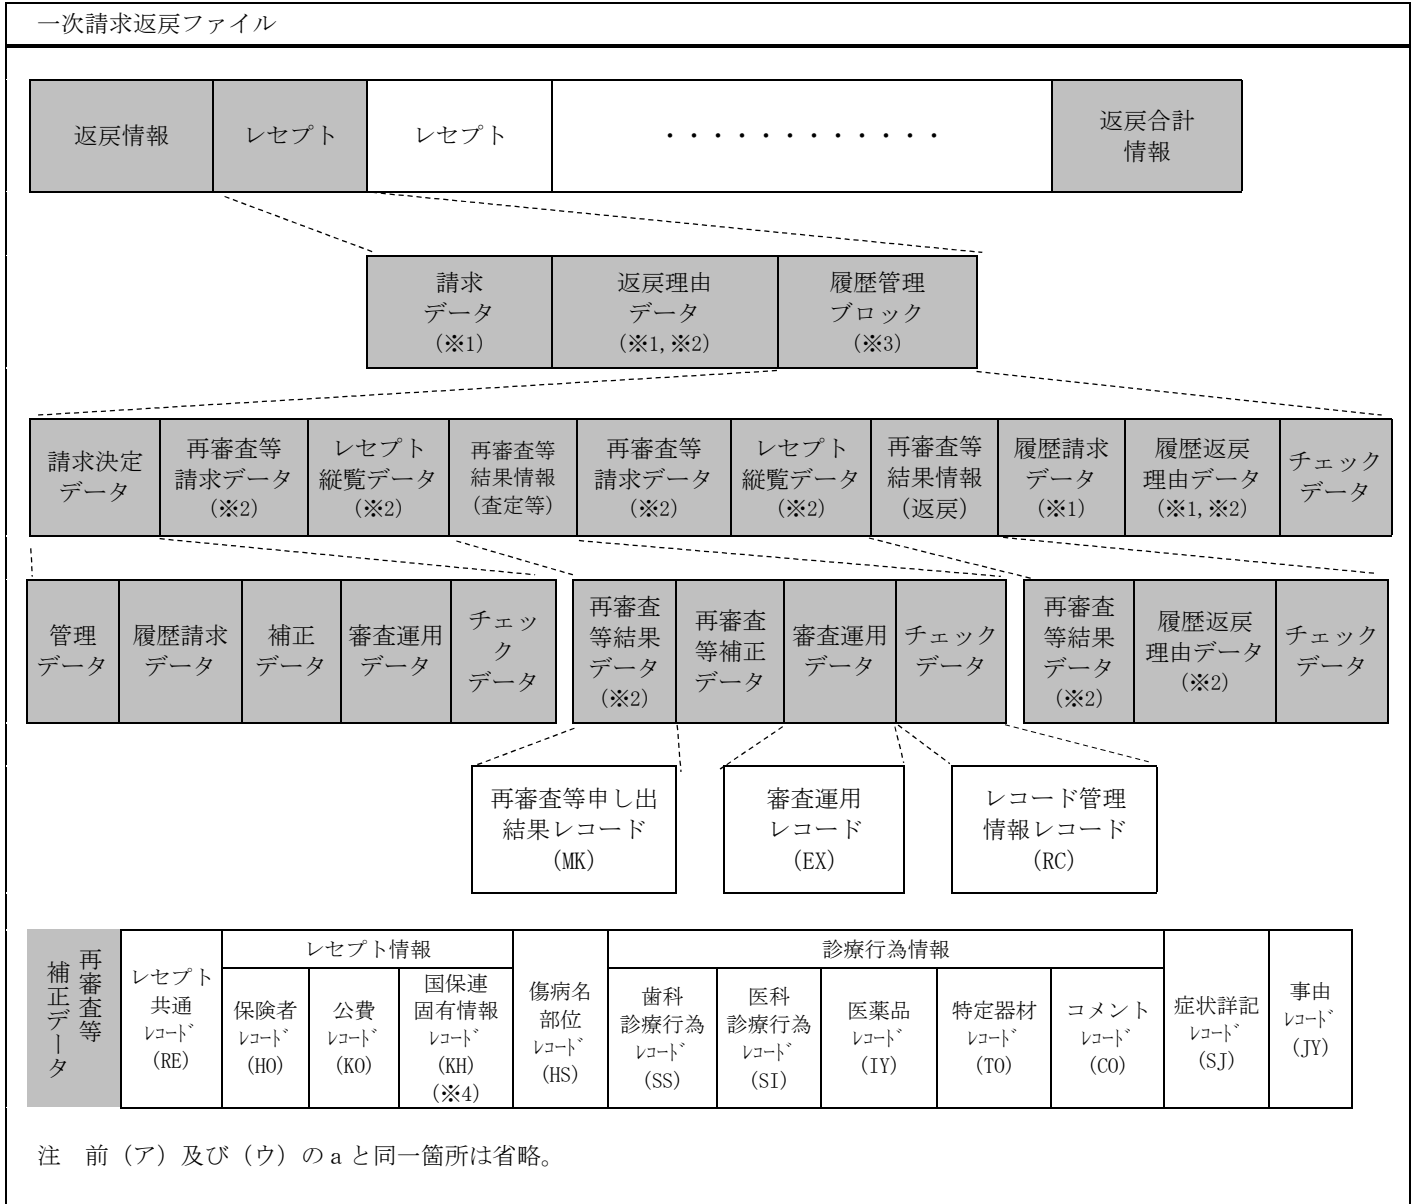 一次請求返戻ファイル
返戻情報
レセプト
レセプト
・・・・・・・・・・・・
返戻合計
情報
請求
データ
(※1)
返戻理由
データ
(※1,※2)
履歴管理
ブロック
(※3)
請求決定
データ
再審査等
請求データ
(※2)
レセプト
縦覧データ
(※2)
再審査等
結果情報
(査定等)
再審査等
請求データ
(※2)
レセプト
縦覧データ
(※2)
再審査等
結果情報
(返戻)
履歴請求
データ
(※1)
履歴返戻
理由データ
(※1,※2)
チェック
データ
管理
データ
履歴請求
データ
補正
データ
審査運用
データ
チェッ
ク
データ
再審査
等結果
データ
(※2)
再審査
等補正
データ
審査運用
データ
チェック
データ
再審査
等結果
データ
(※2)
履歴返戻
理由データ
(※2)
チェック
データ
再審査等申し出
結果レコード
(MK)
審査運用
レコード
(EX)
レコード管理
情報レコード
(RC)
再審査等
補正データ
レセプト
共通
ﾚｺｰﾄﾞ
(RE)
レセプト情報
保険者
ﾚｺｰﾄﾞ
(HO)
公費
ﾚｺｰﾄﾞ
(KO)
国保連
固有情報
ﾚｺｰﾄﾞ
(KH)
(※4)
傷病名
部位
ﾚｺｰﾄﾞ
(HS)
診療行為情報
歯科
診療行為
ﾚｺｰﾄﾞ
(SS)
医科
診療行為
ﾚｺｰﾄﾞ
(SI)
医薬品
ﾚｺｰﾄﾞ
(IY)
特定器材
ﾚｺｰﾄﾞ
(TO)
コメント
ﾚｺｰﾄﾞ
(CO)
症状詳記
ﾚｺｰﾄﾞ
(SJ)
事由
ﾚｺｰﾄﾞ
(JY)
注　前（ア）及び（ウ）のａと同一箇所は省略。